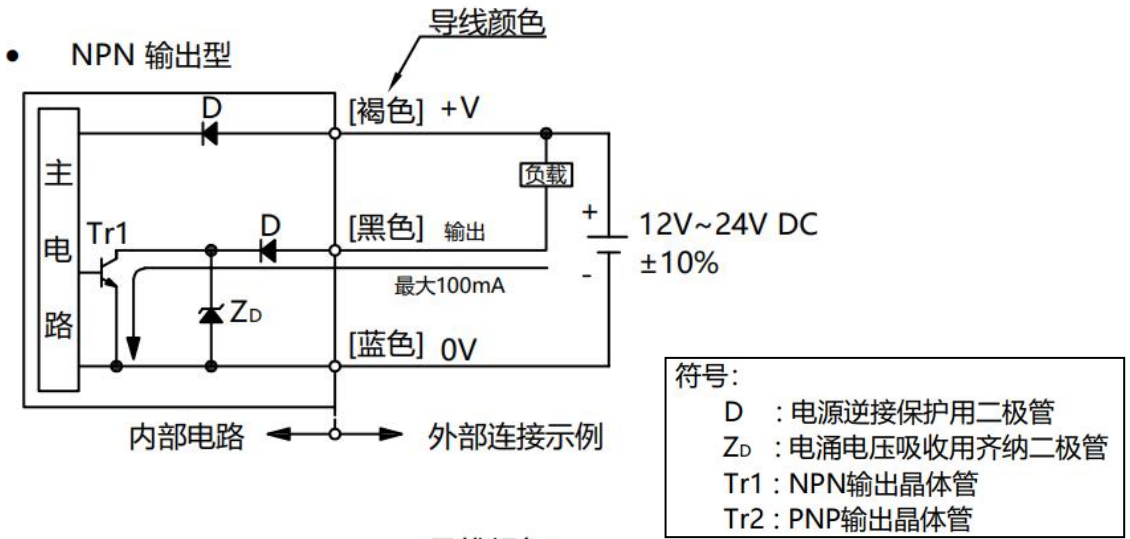 导线颜色
• NPN 输出型
D
[褐色] +V
主电路
负载
Tr1
D
[黑色] 输出
+
12V~24V DC
-
±10%
最大100mA
ZD
[蓝色] 0V
内部电路
外部连接示例
符号：
D ：电源逆接保护用二极管
ZD ：电涌电压吸收用齐纳二极管
Tr1：NPN输出晶体管
Tr2：PNP输出晶体管